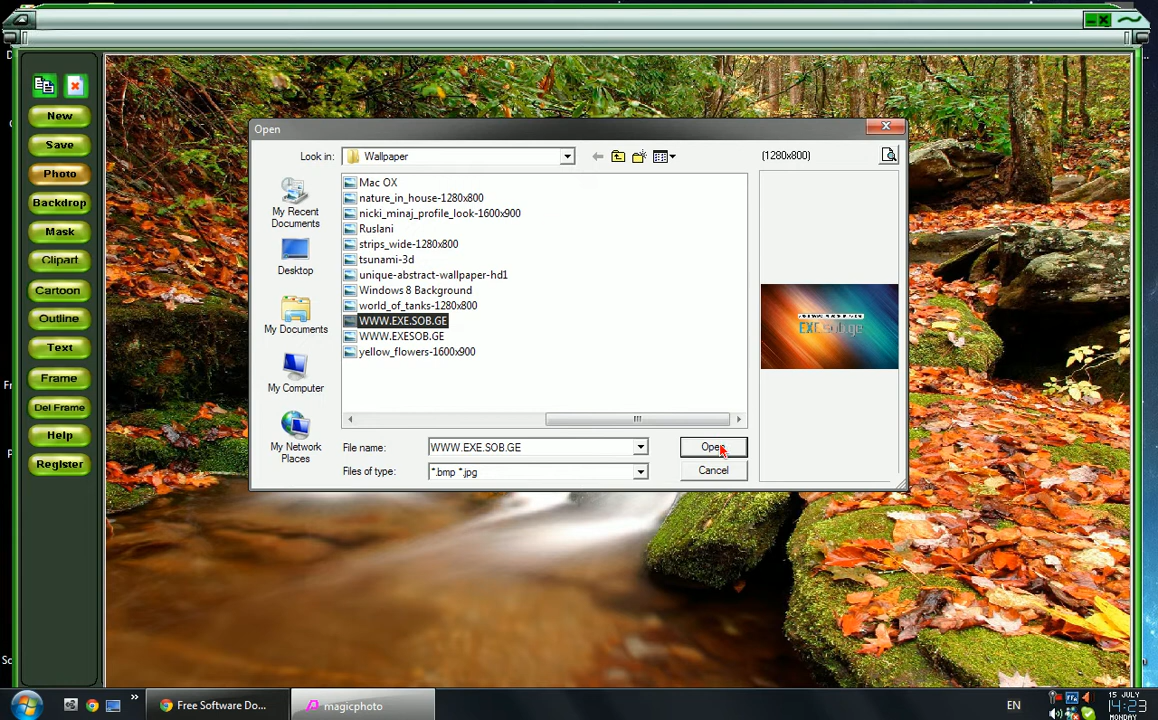 Open
Look in:
Wallpaper
(1280x800)
New
Save
Photo
Backdrop
Mask
Clipart
Cartoon
Outline
Text
Frame
Del Frame
Help
Register
My Recent
Documents
Desktop
My Documents
My Computer
My Network
Places
Mac OX
nature_in_house-1280x800
nicki_minaj_profile_look-1600x900
Ruslani
strips_wide-1280x800
tsunami-3d
unique-abstract-wallpaper-hd1
Windows 8 Background
world_of_tanks-1280x800
WWW.EXE.SOB.GE
WWW.EXESOB.GE
yellow_flowers-1600x900
EXE.sob.ge
File name:
WWW.EXE.SOB.GE
Open
Files of type:
*.bmp *.jpg
Cancel
Free Software Do...
magicphoto
EN
15 JULY
14:23
MONDAY